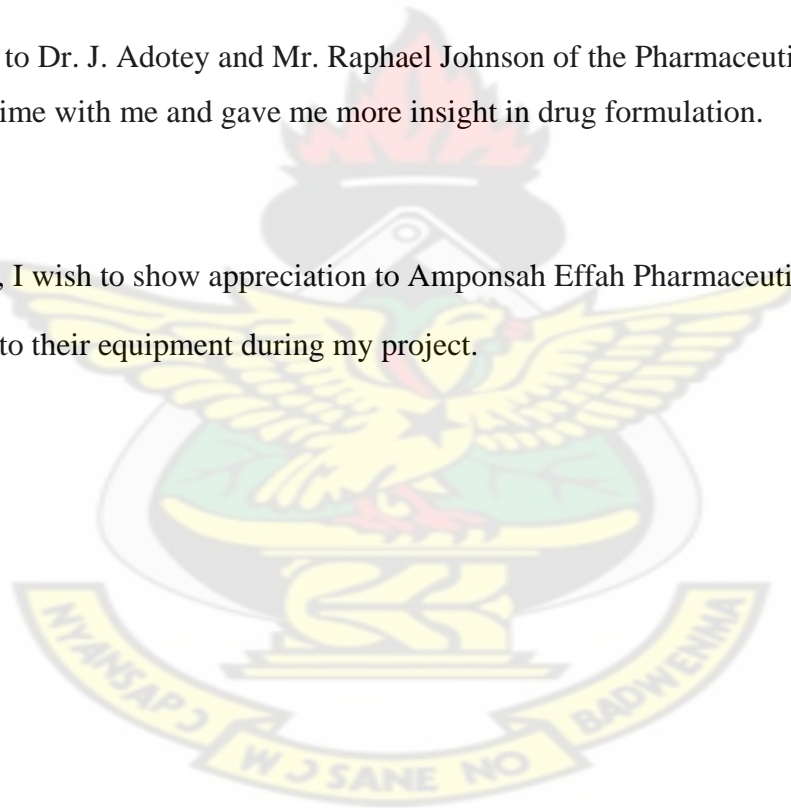 to Dr. J. Adotey and Mr. Raphael Johnson of the Pharmaceuti
ime with me and gave me more insight in drug formulation.
, I wish to show appreciation to Amponsah Effah Pharmaceuti
to their equipment during my project.
NYANSAPƆ
WƆSANE NO
BADWENMA